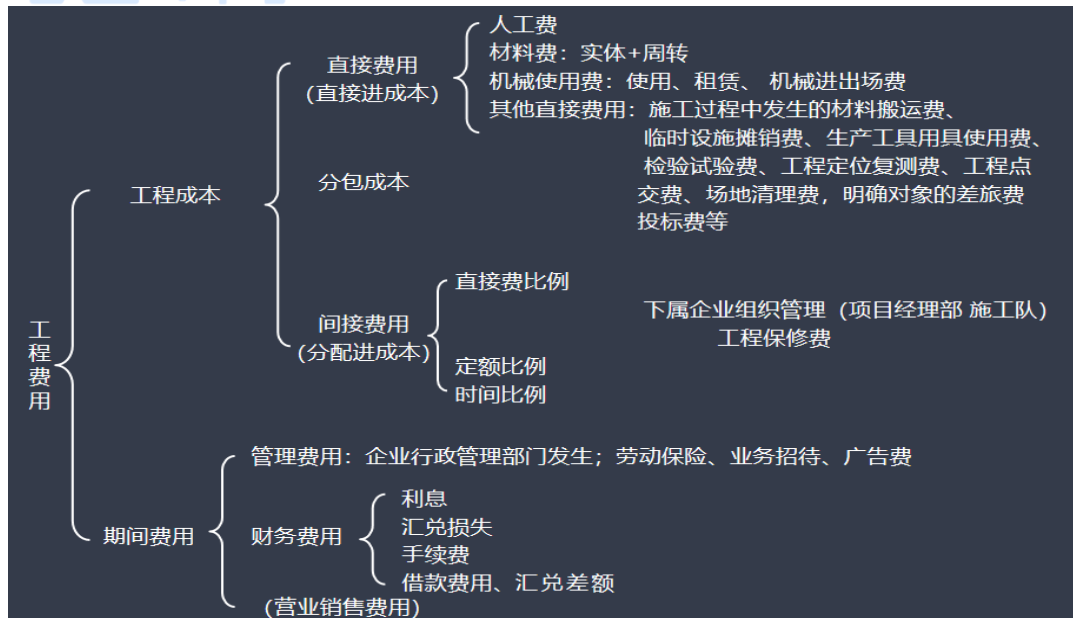 人工费
材料费：实体+周转
直接费用
(直接进成本)
机械使用费：使用、租赁、 机械进出场费
其他直接费用：施工过程中发生的材料搬运费、
临时设施摊销费、生产工具用具使用费、
检验试验费、工程定位复测费、工程点
交费、场地清理费，明确对象的差旅费
投标费等
工程成本
分包成本
直接费比例
间接费用
(分配进成本)
定额比例
时间比例
下属企业组织管理（项目经理部 施工队）
工程保修费
工程费用
管理费用：企业行政管理部门发生；劳动保险、业务招待、广告费
期间费用
财务费用
利息
汇兑损失
手续费
借款费用、汇兑差额
(营业销售费用)